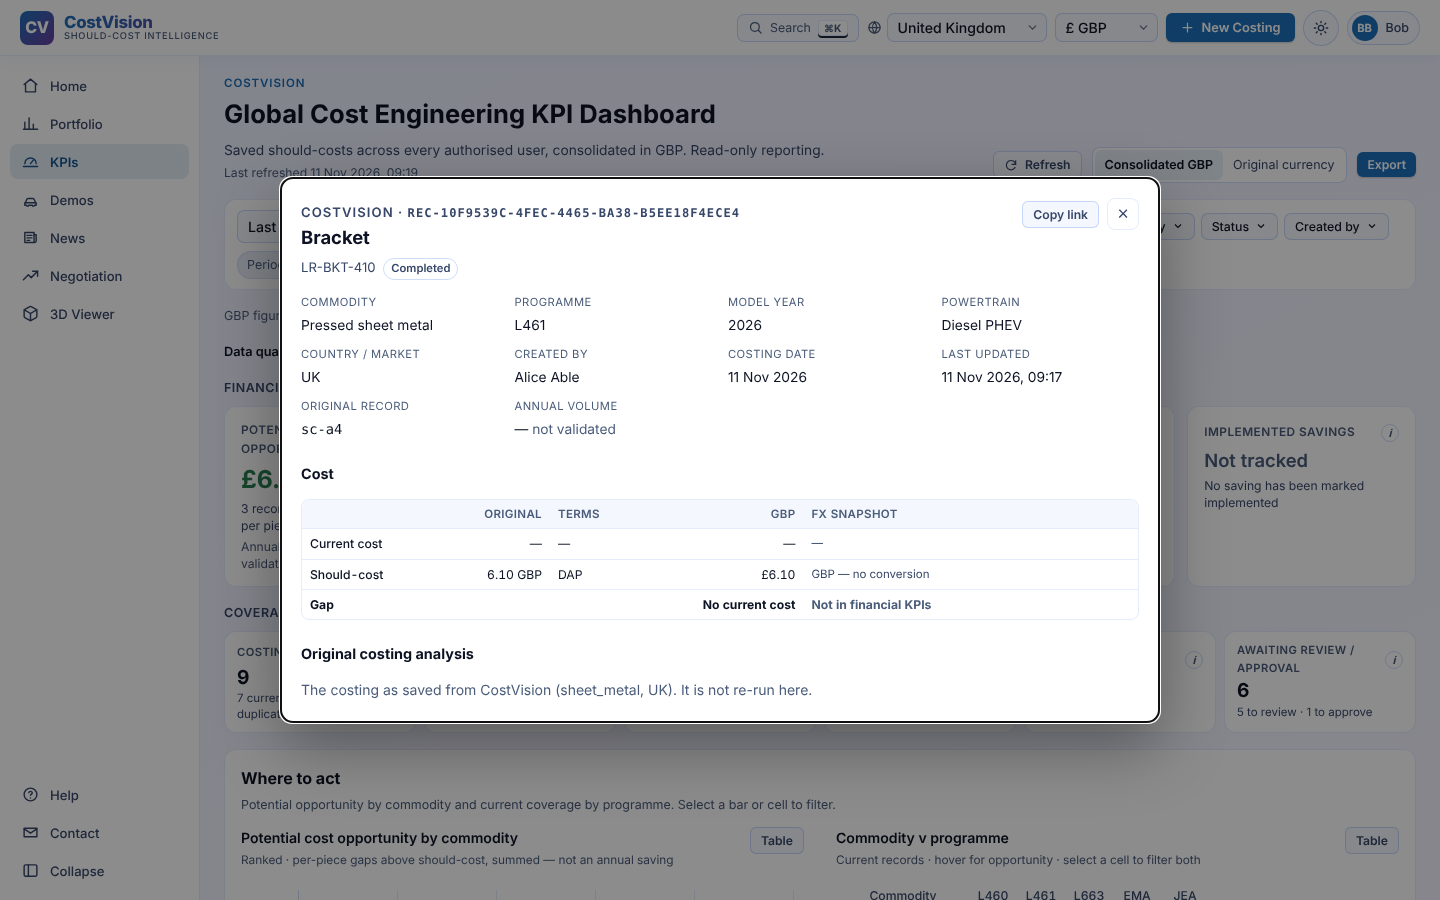 CV
CostVision
SHOULD-COST INTELLIGENCE
Search ⌘K
United Kingdom
£ GBP
+ New Costing
BB Bob
Home
Portfolio
KPIs
Demos
News
Negotiation
3D Viewer
Help
Contact
Collapse
COSTVISION
Global Cost Engineering KPI Dashboard
Saved should-costs across every authorised user, consolidated in GBP. Read-only reporting.
Last refreshed 11 Nov 2026, 09:19
Refresh
Consolidated GBP
Original currency
Export
Last
Status
Created by
GBP
FINANCI
COSTVISION · REC-10F9539C-4FEC-4465-BA38-B5EE18F4ECE4
Copy link
Bracket
LR-BKT-410 Completed
COMMODITY PROGRAMME MODEL YEAR POWERTRAIN
Pressed sheet metal L461 2026 Diesel PHEV
COUNTRY / MARKET CREATED BY COSTING DATE LAST UPDATED
UK Alice Able 11 Nov 2026 11 Nov 2026, 09:17
ORIGINAL RECORD ANNUAL VOLUME
sc-a4 — not validated
Cost
ORIGINAL TERMS GBP FX SNAPSHOT
Current cost — — — —
Should-cost 6.10 GBP DAP £6.10 GBP — no conversion
Gap No current cost Not in financial KPIs
Original costing analysis
The costing as saved from CostVision (sheet_metal, UK). It is not re-run here.
£6.
per pie
IMPLEMENTED SAVINGS i
Not tracked
No saving has been marked
implemented
9
i
AWAITING REVIEW /
APPROVAL i
6
5 to review · 1 to approve
Where to act
Potential opportunity by commodity and current coverage by programme. Select a bar or cell to filter.
Potential cost opportunity by commodity
Table
Ranked · per-piece gaps above should-cost, summed — not an annual saving
Commodity v programme
Table
Current records · hover for opportunity · select a cell to filter both
Commodity L460 L461 L663 EMA JEA